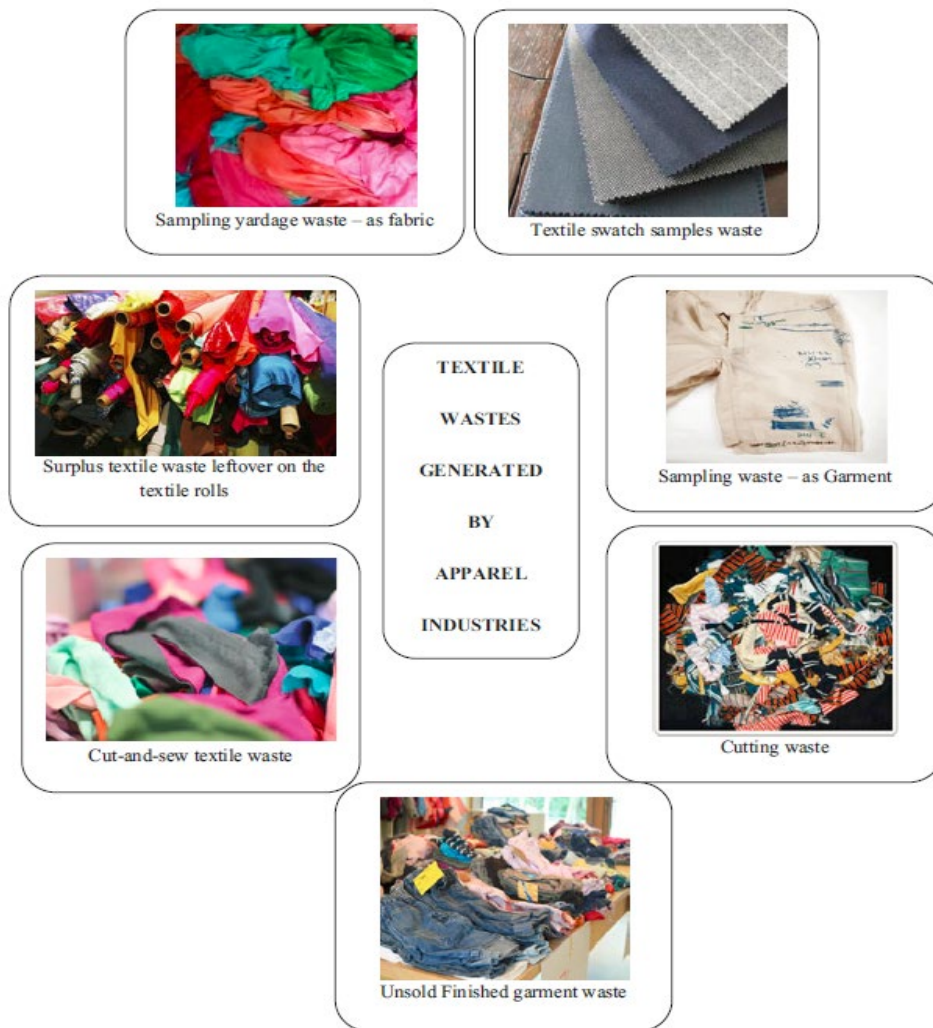 Sampling yardage waste – as fabric
Textile swatch samples waste
Surplus textile waste leftover on the
textile rolls
TEXTILE
WASTES
GENERATED
BY
APPAREL
INDUSTRIES
Sampling waste – as Garment
Cut-and-sew textile waste
Cutting waste
Unsold Finished garment waste